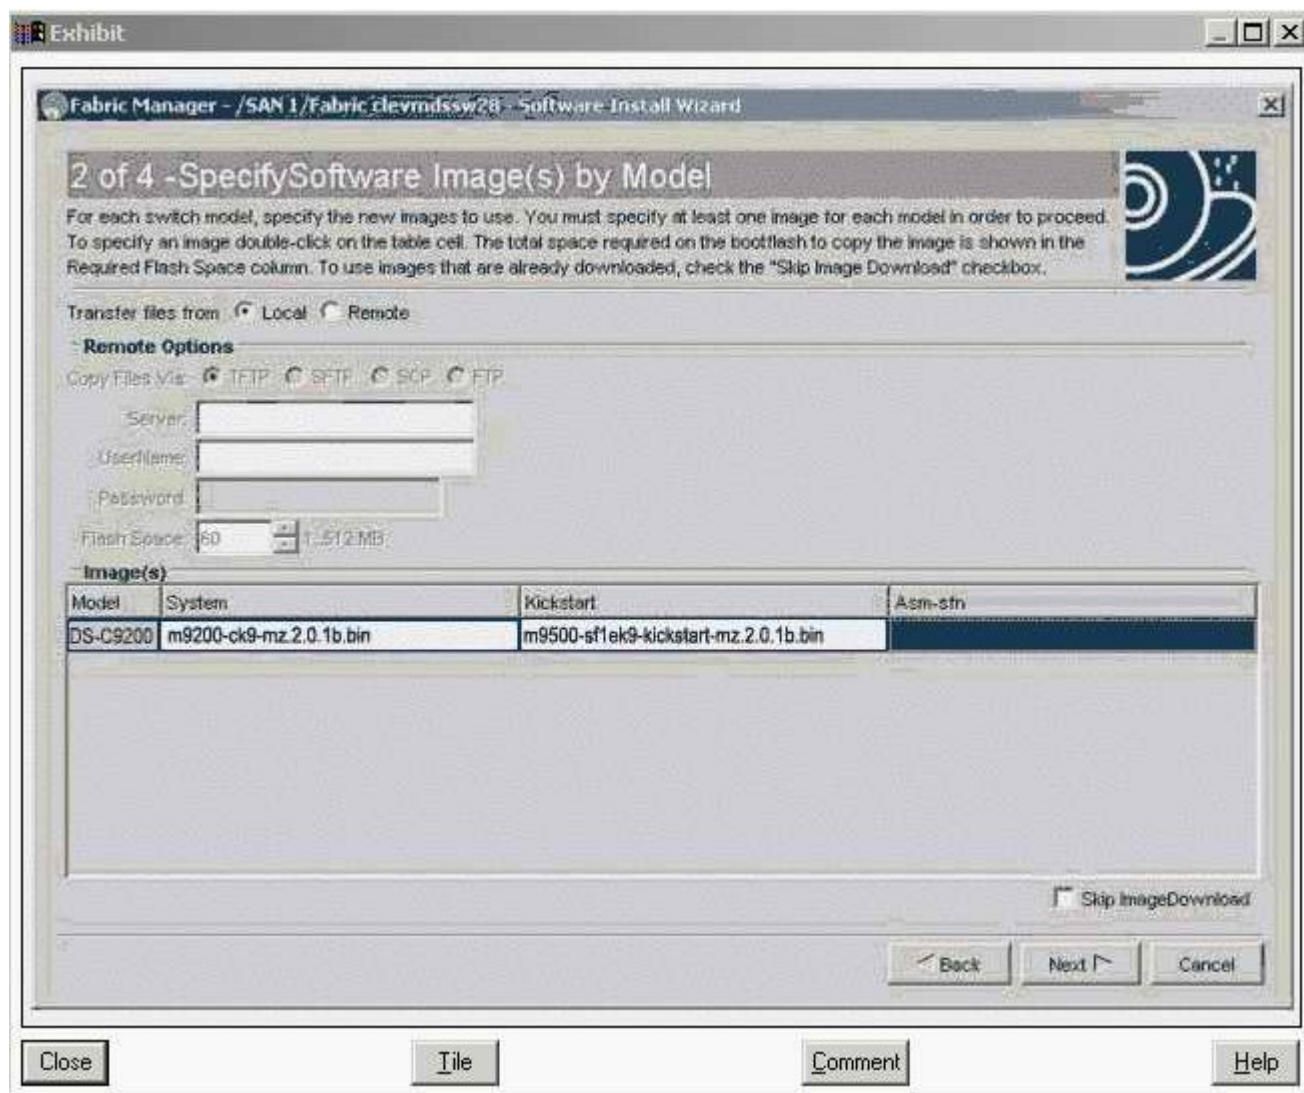 Exhibit
Fabric Manager - /SAN 1/Fabric clevmdssw28 - Software Install Wizard
2 of 4 -SpecifySoftware Image(s) by Model
For each switch model, specify the new images to use. You must specify at least one image for each model in order to proceed.
To specify an image double-click on the table cell. The total space required on the bootflash to copy the image is shown in the
Required Flash Space column. To use images that are already downloaded, check the "Skip Image Download" checkbox.
Transfer files from Local Remote
Remote Options
Copy Files Via: TFTP SFTP SCP FTP
Server:
UserName:
Password
Flash Space: 60 1..512 MB
Image(s)
Model System Kickstart Asm-sfn
DS-C9200 m9200-ck9-mz.2.0.1b.bin m9500-sf1ek9-kickstart-mz.2.0.1b.bin
Skip ImageDownload
Back Next Cancel
Close Tile Comment Help